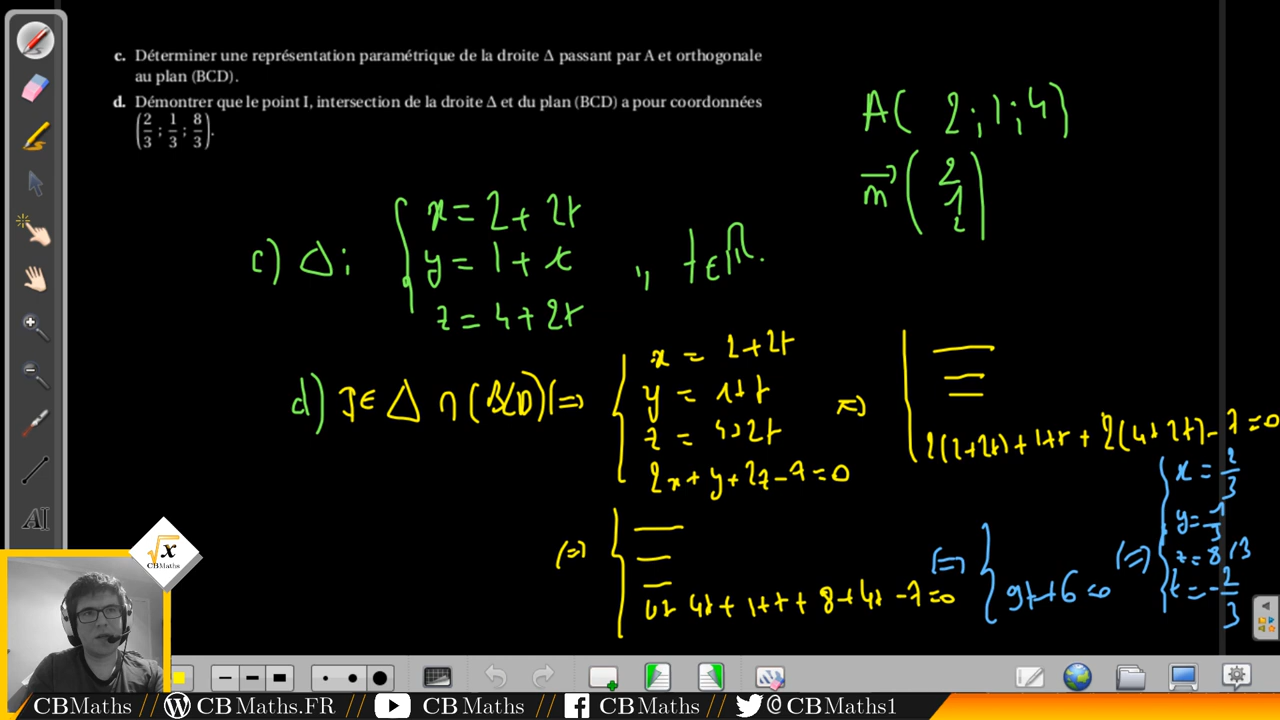 c. Déterminer une représentation paramétrique de la droite Δ passant par A et orthogonale
au plan (BCD).
d. Démontrer que le point I, intersection de la droite Δ et du plan (BCD) a pour coordonnées
(2/3 ; 1/3 ; 8/3).
A( 2 ; 1 ; 4)
n (2 1 2)
c) Δ : { x = 2 + 2t
y = 1 + t , t ∈ ℝ.
z = 4 + 2t
d) I ∈ Δ ∩ (BCD) (=) { x = 2+2t
y = 1+t
z = 4+2t
2x + y + 2z - 7 = 0
(=) { 2(2+2t) + 1+t + 2(4+2t) - 7 = 0
(=) { 4+ 4t + 1+t + 8+4t -7=0
(=) { 9t+6=0
(=) { x = 2/3
y = 1/3
z = 8/3
t = -2/3
AI
√x
CBMaths
CBMaths // CBMaths.FR // CBMaths // CBMaths // @CBMaths1